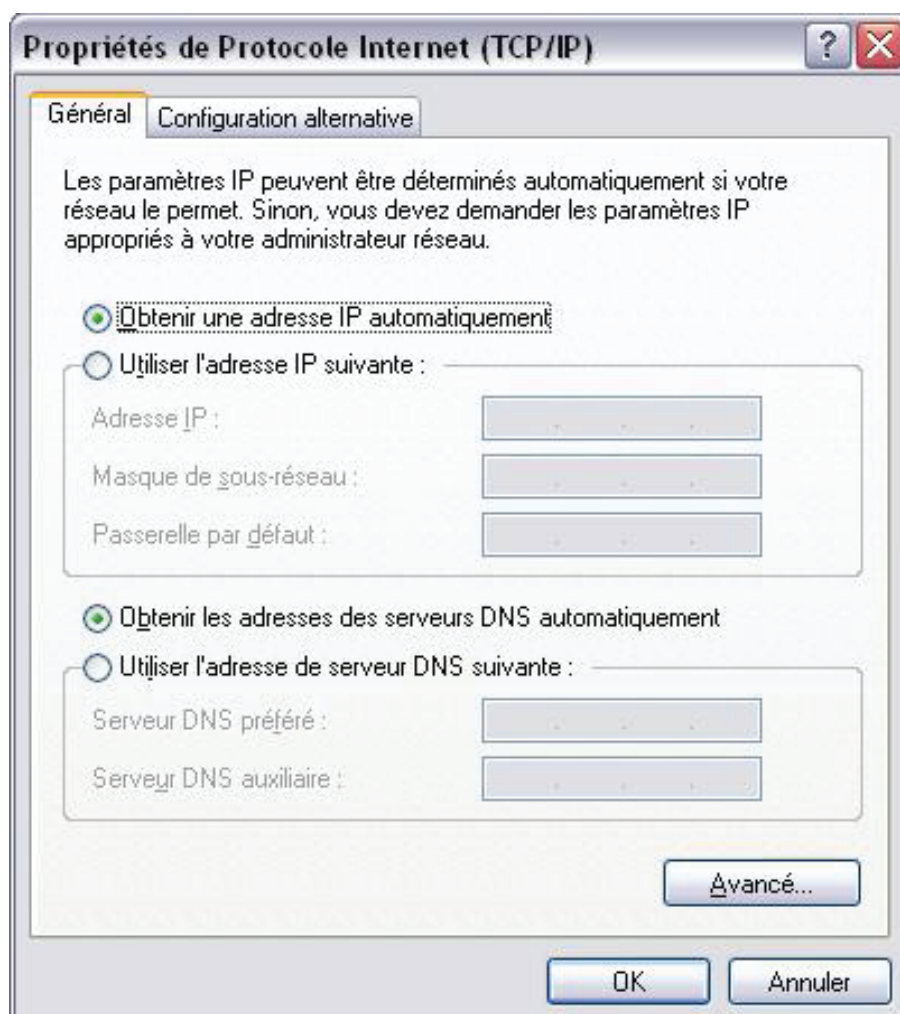 Propriétés de Protocole Internet (TCP/IP)
Général
Configuration alternative
Les paramètres IP peuvent être déterminés automatiquement si votre
réseau le permet. Sinon, vous devez demander les paramètres IP
appropriés à votre administrateur réseau.
Obtenir une adresse IP automatiquement
Utiliser l'adresse IP suivante :
Adresse IP :
Masque de sous-réseau :
Passerelle par défaut :
Obtenir les adresses des serveurs DNS automatiquement
Utiliser l'adresse de serveur DNS suivante :
Serveur DNS préféré :
Serveur DNS auxiliaire :
Avancé...
OK
Annuler